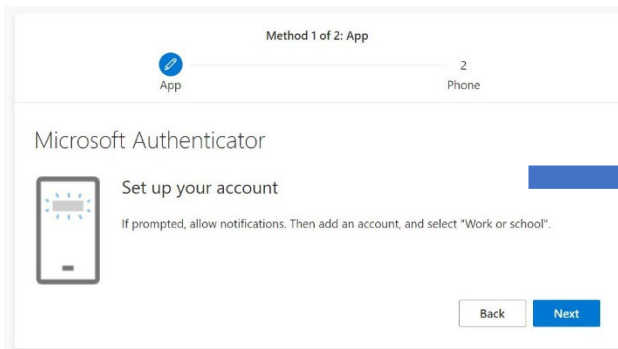 Method 1 of 2: App
2
App
Phone
Microsoft Authenticator
Set up your account
If prompted, allow notifications. Then add an account, and select "Work or school".
Back
Next